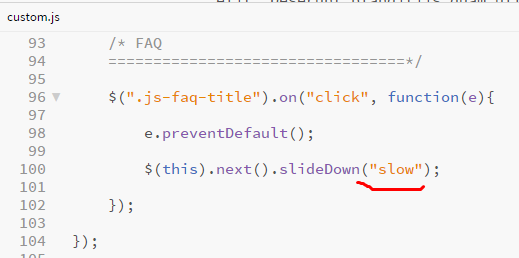 custom.js
93 /* FAQ
94 =================================*/
95
96 $(".js-faq-title").on("click", function(e){
97
98 e.preventDefault();
99
100 $(this).next().slideDown("slow");
101
102 });
103
104 });